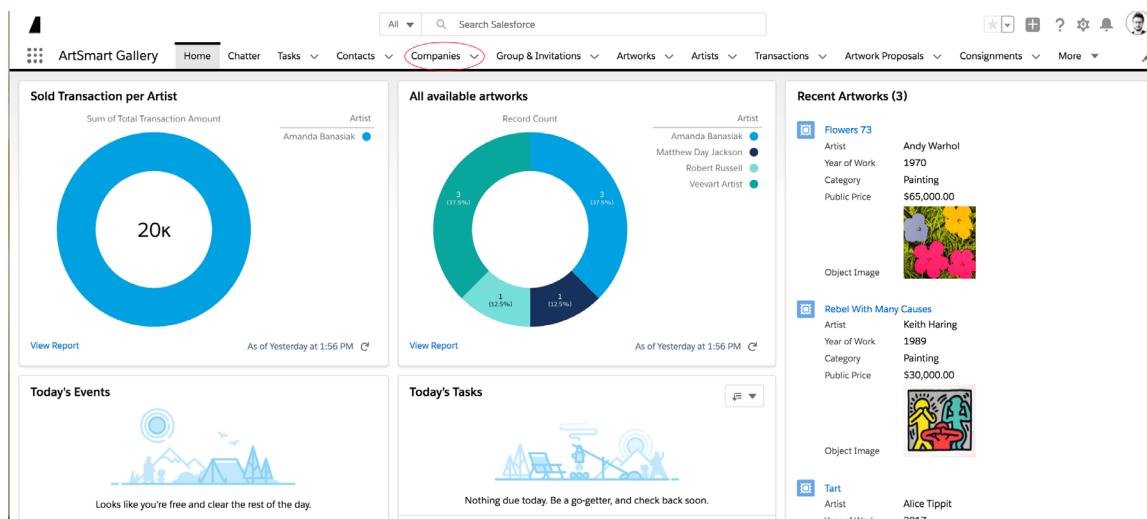 All
Search Salesforce
ArtSmart Gallery Home Chatter Tasks Contacts Companies Group & Invitations Artworks Artists Transactions Artwork Proposals Consignments More
Sold Transaction per Artist
Sum of Total Transaction Amount
Artist
Amanda Banasiak
20K
View Report
As of Yesterday at 1:56 PM
All available artworks
Record Count
Artist
Amanda Banasiak
Matthew Day Jackson
Robert Russell
Veevart Artist
3
(37.5%)
3
(37.5%)
1
(12.5%)
1
(12.5%)
View Report
As of Yesterday at 1:56 PM
Today's Events
Looks like you're free and clear the rest of the day.
Today's Tasks
Nothing due today. Be a go-getter, and check back soon.
Recent Artworks (3)
Flowers 73
Artist Andy Warhol
Year of Work 1970
Category Painting
Public Price $65,000.00
Object Image
Rebel With Many Causes
Artist Keith Haring
Year of Work 1989
Category Painting
Public Price $30,000.00
Object Image
Tart
Artist Alice Tippit
Year of Work 2017